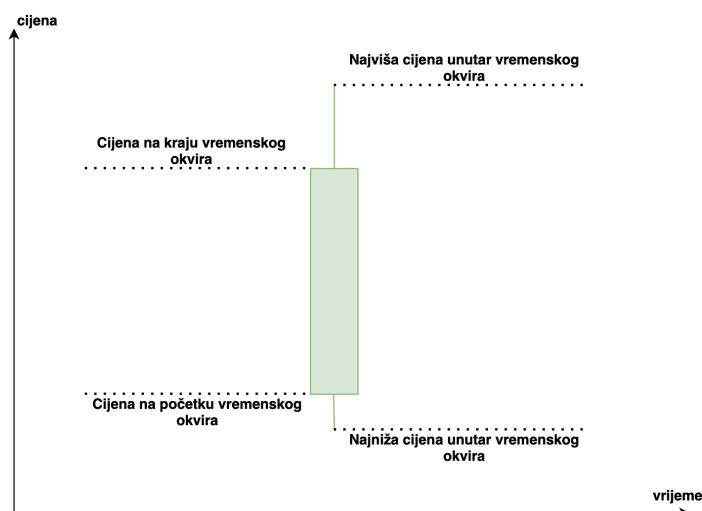 cijena
Najviša cijena unutar vremenskog
okvira
Cijena na kraju vremenskog
okvira
Cijena na početku vremenskog
okvira
Najniža cijena unutar vremenskog
okvira
vrijeme